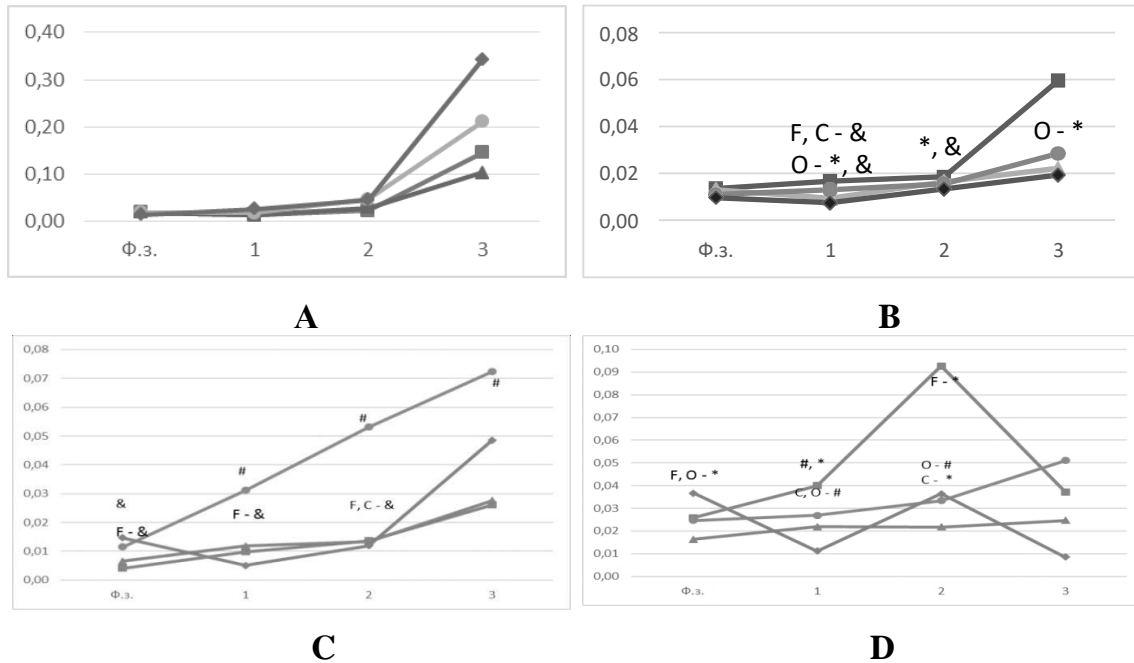 0,40
0,30
0,20
0,10
0,00
Ф.з. 1 2 3
A
0,08
0,06
0,04
0,02
0,00
F, C - &
O - *, &
*, &
O - *
Ф.з. 1 2 3
B
0,08
0,07
0,06
0,05
0,04
0,03
0,02
0,01
0,00
&
F - &
#
F - &
#
F, C - &
#
Ф.з. 1 2 3
C
0,10
0,09
0,08
0,07
0,06
0,05
0,04
0,03
0,02
0,01
0,00
F, O - *
#, *
C, O - #
F - *
O - #
C - *
Ф.з. 1 2 3
D